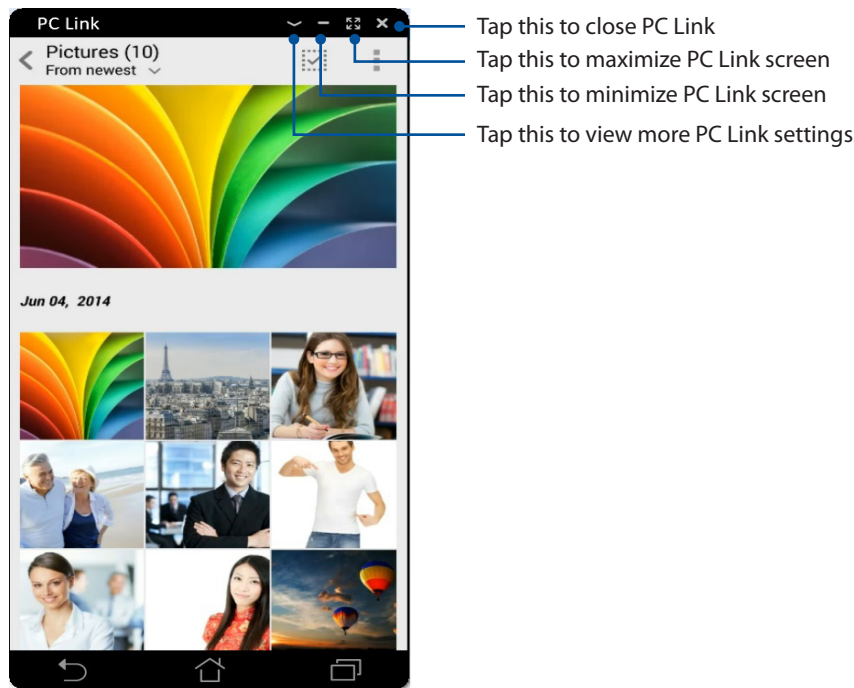 PC Link
Tap this to close PC Link
Pictures (10)
From newest
Tap this to maximize PC Link screen
Tap this to minimize PC Link screen
Tap this to view more PC Link settings
Jun 04, 2014